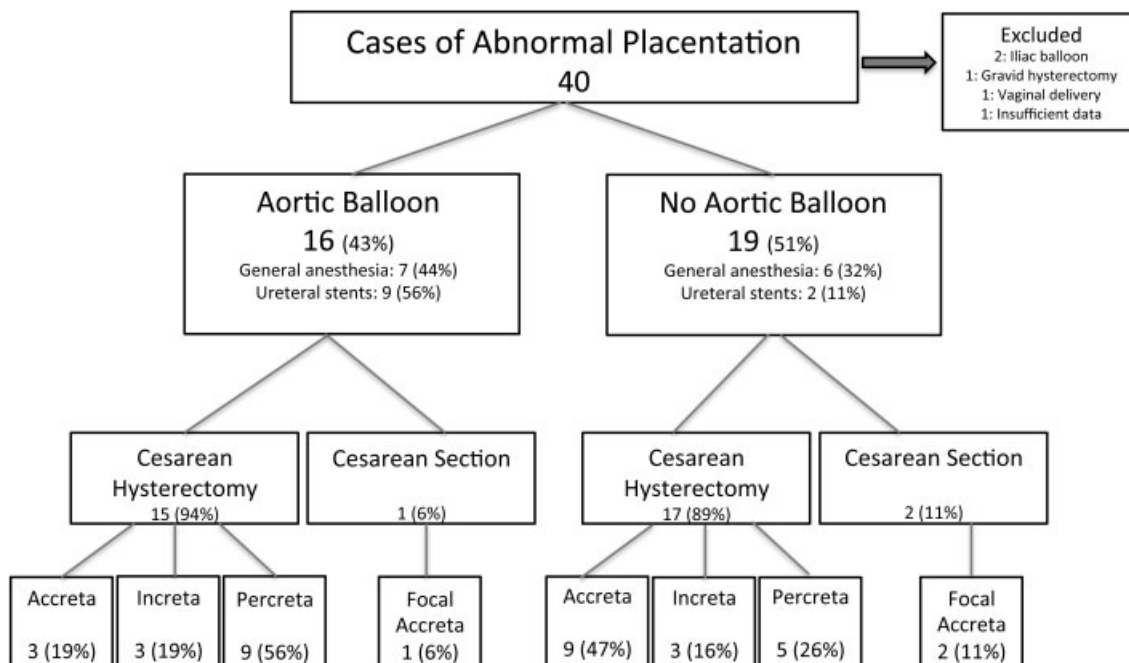 Cases of Abnormal Placentation
40
Excluded
2: Iliac balloon
1: Gravid hysterectomy
1: Vaginal delivery
1: Insufficient data
Aortic Balloon
16 (43%)
General anesthesia: 7 (44%)
Ureteral stents: 9 (56%)
No Aortic Balloon
19 (51%)
General anesthesia: 6 (32%)
Ureteral stents: 2 (11%)
Cesarean
Hysterectomy
15 (94%)
Cesarean Section
1 (6%)
Cesarean
Hysterectomy
17 (89%)
Cesarean Section
2 (11%)
Accreta
3 (19%)
Increta
3 (19%)
Percreta
9 (56%)
Focal
Accreta
1 (6%)
Accreta
9 (47%)
Increta
3 (16%)
Percreta
5 (26%)
Focal
Accreta
2 (11%)